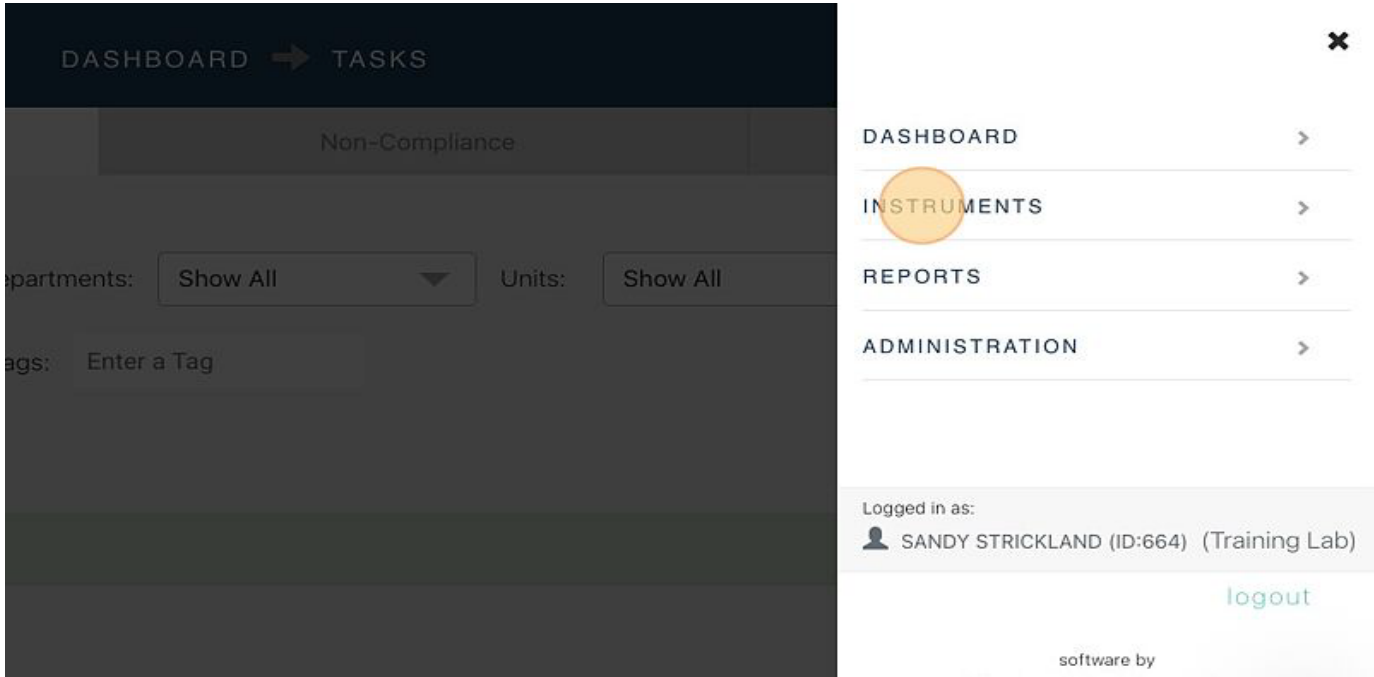 DASHBOARD TASKS
Non-Compliance
epartments: Show All Units: Show All
ags: Enter a Tag
DASHBOARD
INSTRUMENTS
REPORTS
ADMINISTRATION
Logged in as:
SANDY STRICKLAND (ID:664) (Training Lab)
logout
software by